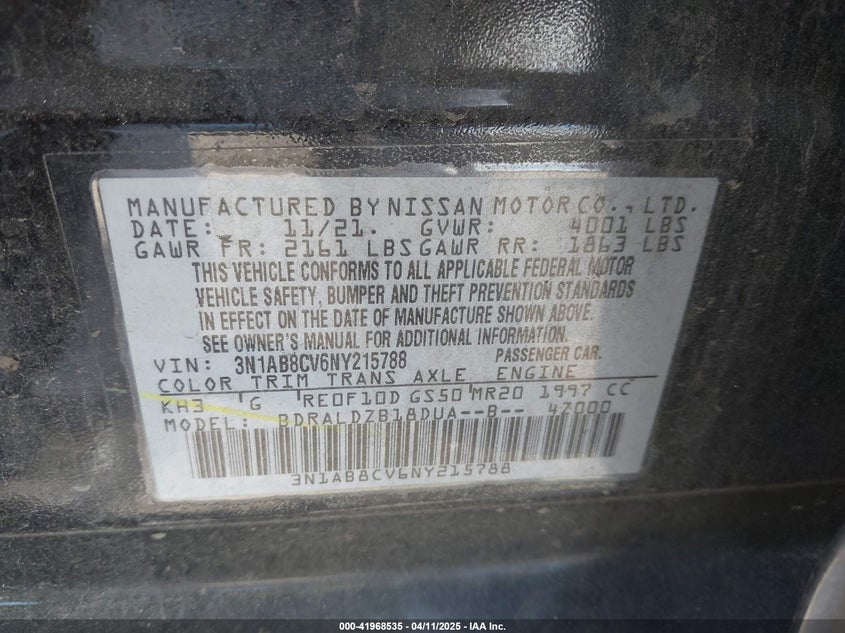 MANUFACTURED BY NISSAN MOTOR CO., LTD.
DATE: 11/21. GVWR: 4001 LBS
GAWR FR: 2161 LBS GAWR RR: 1863 LBS
THIS VEHICLE CONFORMS TO ALL APPLICABLE FEDERAL MOTOR
VEHICLE SAFETY, BUMPER AND THEFT PREVENTION STANDARDS
IN EFFECT ON THE DATE OF MANUFACTURE SHOWN ABOVE.
SEE OWNER'S MANUAL FOR ADDITIONAL INFORMATION.
VIN: 3N1AB8CV6NY215788 PASSENGER CAR.
COLOR TRIM TRANS AXLE ENGINE
KH3 G RE0F10D GS50 MR20 1997 CC
MODEL: BDRALDZB18DUA--B-- 47000
3N1AB8CV6NY215788
000-41968535 - 04/11/2025 - IAA Inc.